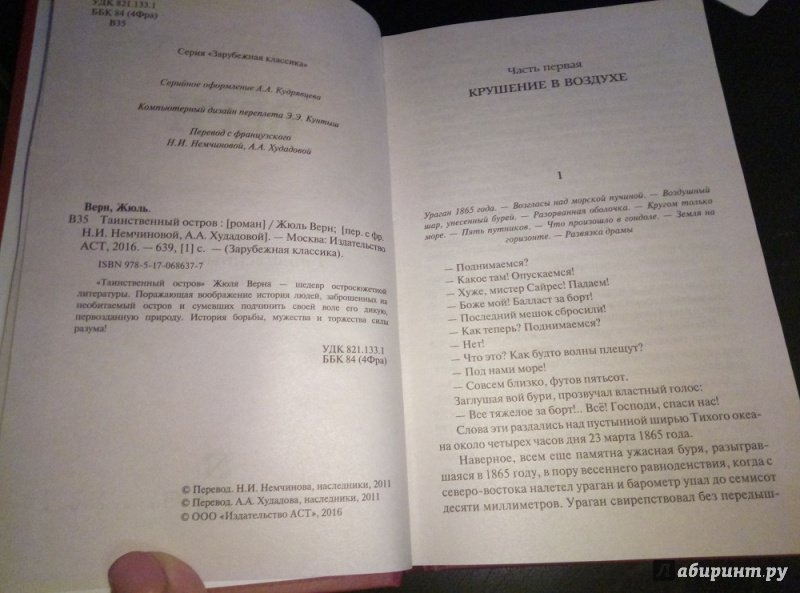 УДК 821.133.1
ББК 84 (4Фра)
В35
Серия «Зарубежная классика»
Серийное оформление А.А. Кудрявцева
Компьютерный дизайн переплета Э.Э. Кунтыш
Перевод с французского
Н.И. Немчиновой, А.А. Худадовой
Верн, Жюль.
В35 Таинственный остров : [роман] / Жюль Верн; [пер. с фр.
Н.И. Немчиновой, А.А. Худадовой]. — Москва: Издательство
АСТ, 2016. — 639, [1] с. — (Зарубежная классика).
ISBN 978-5-17-068637-7
«Таинственный остров» Жюля Верна — шедевр остросюжетной
литературы. Поражающая воображение история людей, заброшенных на
необитаемый остров и сумевших подчинить своей воле его дикую,
первозданную природу. История борьбы, мужества и торжества силы
разума!
УДК 821.133.1
ББК 84 (4Фра)
© Перевод. Н.И. Немчинова, наследники, 2011
© Перевод. А.А. Худадова, наследники, 2011
© ООО «Издательство АСТ», 2016
Часть первая
КРУШЕНИЕ В ВОЗДУХЕ
1
Ураган 1865 года. — Возгласы над морской пучиной. — Воздушный
шар, унесенный бурей. — Разорванная оболочка. — Кругом только
море. — Пять путников. — Что произошло в гондоле. — Земля на
горизонте. — Развязка драмы
— Поднимаемся?
— Какое там! Опускаемся!
— Хуже, мистер Сайрес! Падаем!
— Боже мой! Балласт за борт!
— Последний мешок сбросили!
— Как теперь? Поднимаемся?
— Нет!
— Что это? Как будто волны плещут?
— Под нами море!
— Совсем близко, футов пятьсот.
Заглушая вой бури, прозвучал властный голос:
— Все тяжелое за борт!.. Всё! Господи, спаси нас!
Слова эти раздались над пустынной ширью Тихого океа-
на около четырех часов дня 23 марта 1865 года.
Наверное, всем еще памятна ужасная буря, разыграв-
шаяся в 1865 году, в пору весеннего равноденствия, когда с
северо-востока налетел ураган и барометр упал до семисот
десяти миллиметров. Ураган свирепствовал без передыш-
абиринт.ру